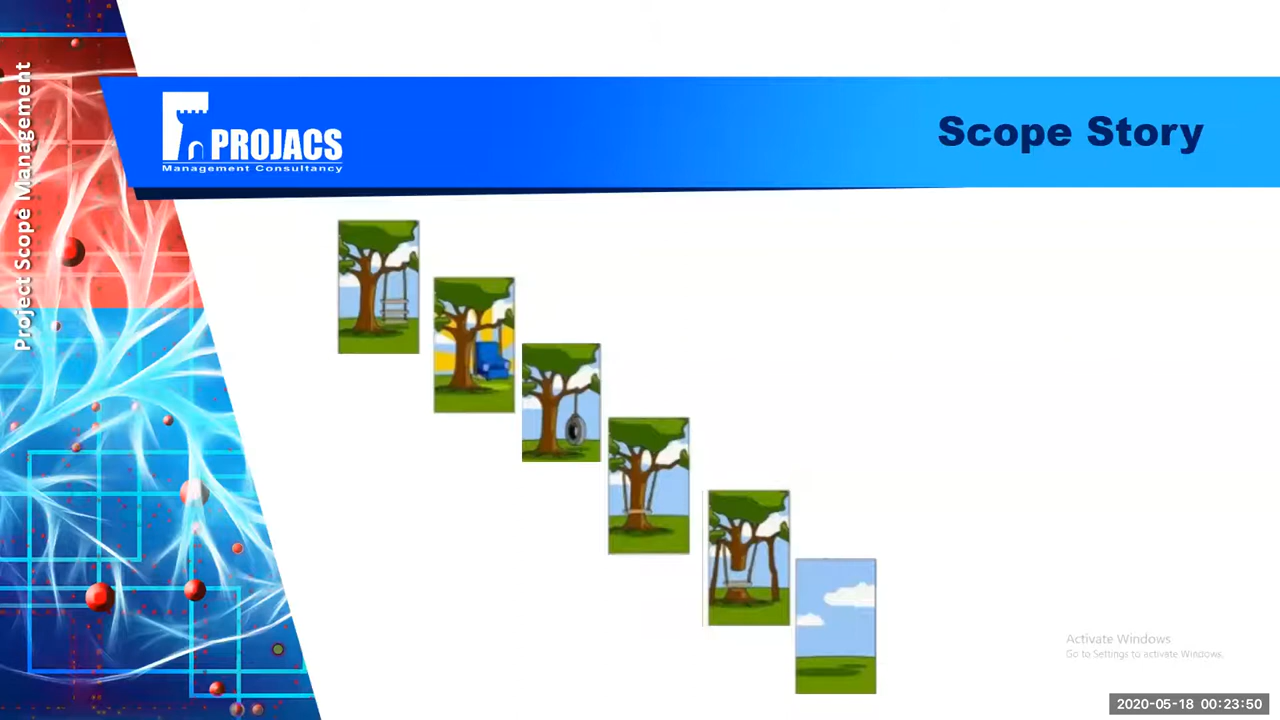 Project Scope Management
PROJACS
Management Consultancy
Scope Story
Activate Windows
Go to Settings to activate Windows.
2020-05-18 00:23:50